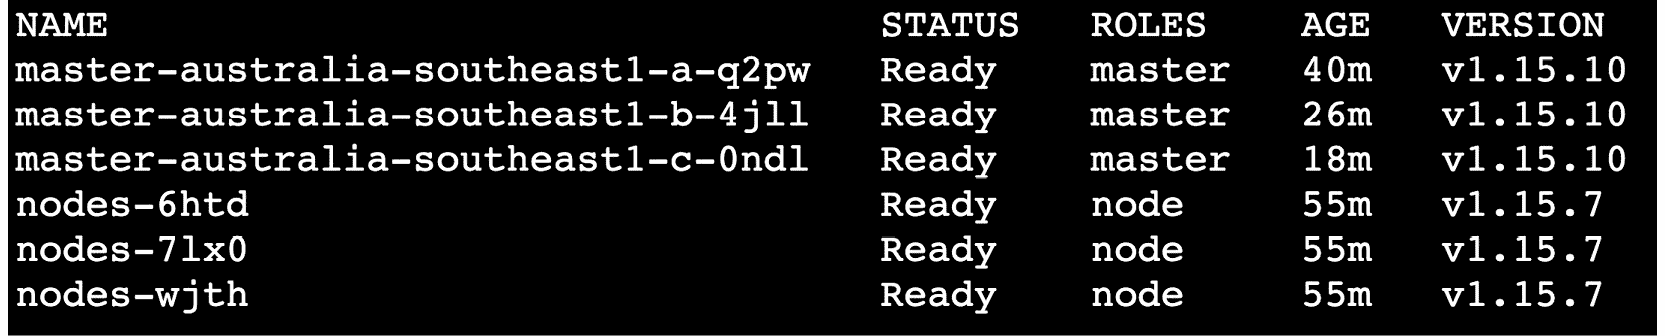 NAME STATUS ROLES AGE VERSION
master-australia-southeast1-a-q2pw Ready master 40m v1.15.10
master-australia-southeast1-b-4jll Ready master 26m v1.15.10
master-australia-southeast1-c-0ndl Ready master 18m v1.15.10
nodes-6htd Ready node 55m v1.15.7
nodes-7lx0 Ready node 55m v1.15.7
nodes-wjth Ready node 55m v1.15.7